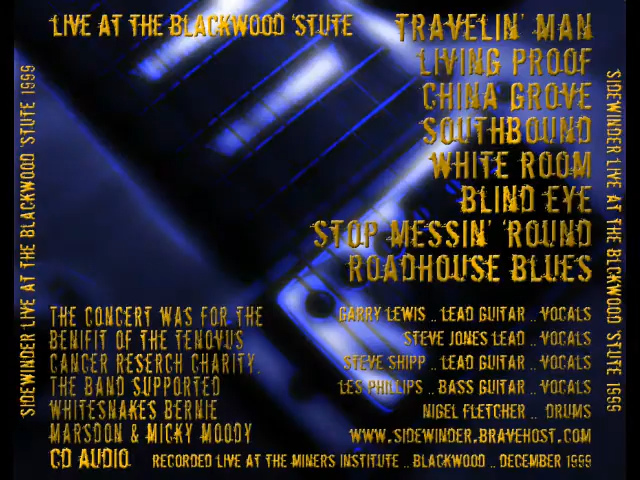 LIVE AT THE BLACKWOOD 'STUTE
TRAVELIN' MAN
LIVING PROOF
CHINA GROVE
SOUTHBOUND
WHITE ROOM
BLIND EYE
STOP MESSIN' 'ROUND
ROADHOUSE BLUES
SIDEWINDER LIVE AT THE BLACKWOOD 'STUTE 1999
SIDEWINDER LIVE AT THE BLCKWOOD 'STUTE 1999
THE CONCERT WAS FOR THE
BENIFIT OF THE TENOVUS
CANCER RESERCH CHARITY.
THE BAND SUPPORTED
WHITESNAKES BERNIE
MARSDON & MICKY MOODY
GARRY LEWIS .. LEAD GUITAR .. VOCALS
STEVE JONES LEAD .. VOCALS
STEVE SHIPP .. LEAD GUITAR .. VOCALS
LES PHILLIPS .. BASS GUITAR .. VOCALS
NIGEL FLETCHER .. DRUMS
WWW.SIDEWINDER.BRAVEHOST.COM
CD AUDIO RECORDED LIVE AT THE MINERS INSTITUTE .. BLACKWOOD .. DECEMBER 1999